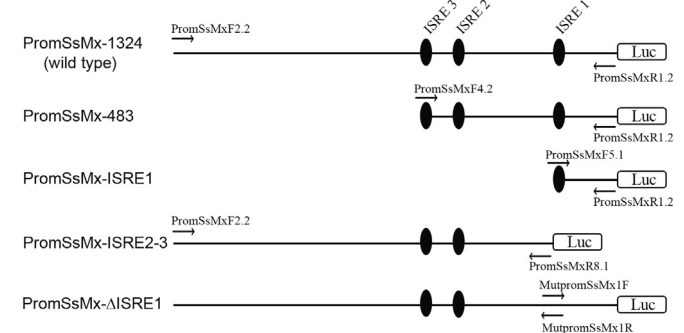 PromSsMxF2.2
ISRE 3
ISRE 2
ISRE 1
PromSsMx-1324
(wild type)
Luc
PromSsMxR1.2
PromSsMxF4.2
PromSsMx-483
Luc
PromSsMxR1.2
PromSsMxF5.1
PromSsMx-ISRE1
Luc
PromSsMxR1.2
PromSsMxF2.2
PromSsMx-ISRE2-3
Luc
PromSsMxR8.1
MutpromSsMx1F
PromSsMx-ΔISRE1
Luc
MutpromSsMx1R